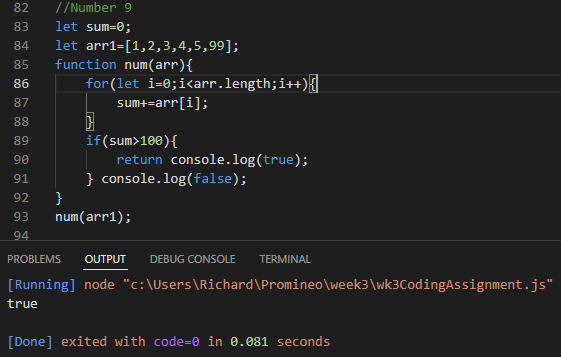 82 //Number 9
83 let sum=0;
84 let arr1=[1,2,3,4,5,99];
85 function num(arr){
86     for(let i=0;i<arr.length;i++){
87         sum+=arr[i];
88     }
89     if(sum>100){
90         return console.log(true);
91     } console.log(false);
92 }
93 num(arr1);
94
PROBLEMS OUTPUT DEBUG CONSOLE TERMINAL
[Running] node "c:\Users\Richard\Promineo\week3\wk3CodingAssignment.js"
true
[Done] exited with code=0 in 0.081 seconds